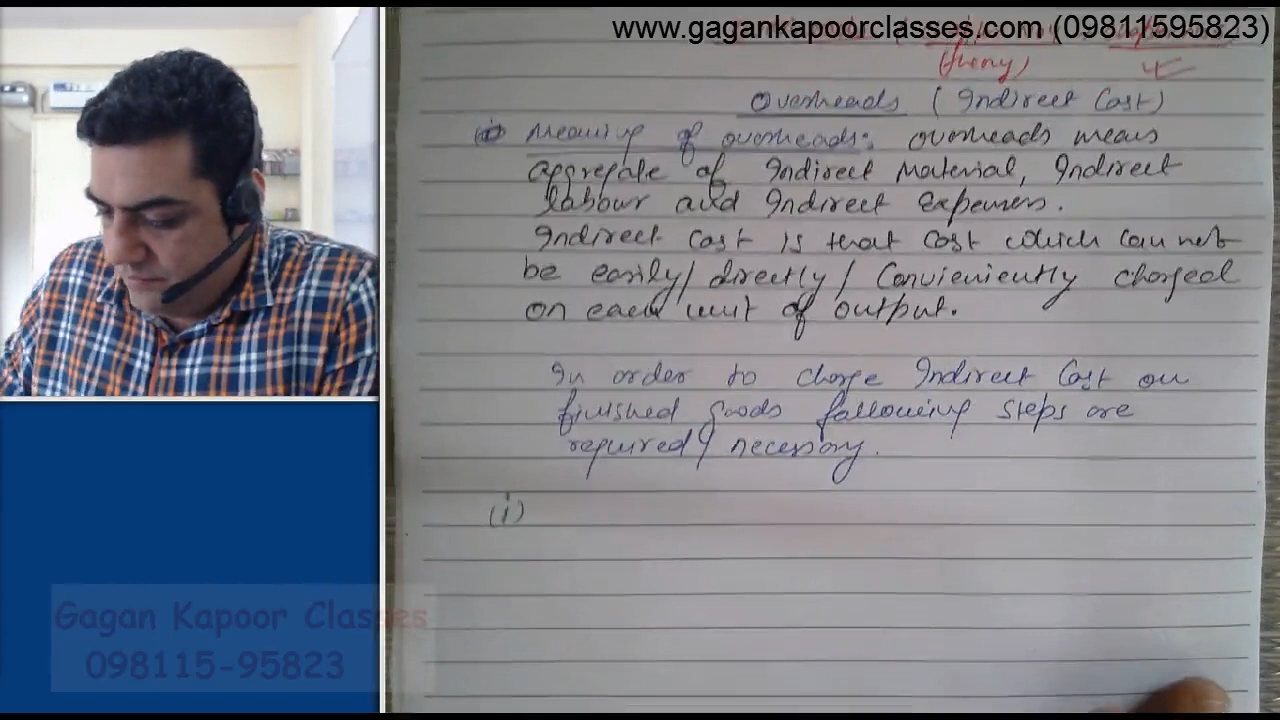 www.gagankapoorclasses.com (09811595823)
(theory)
Overheads (Indirect Cost)
(i) Meaning of overheads: overheads means
aggregate of Indirect Material, Indirect
labour and Indirect Expenses.
Indirect Cost is that Cost which can not
be easily/directly/Convieniently charged
on each unit of output.
In order to charge Indirect Cost on
finished goods following steps are
required/necessary.
(i)
Gagan Kapoor Classes
098115-95823